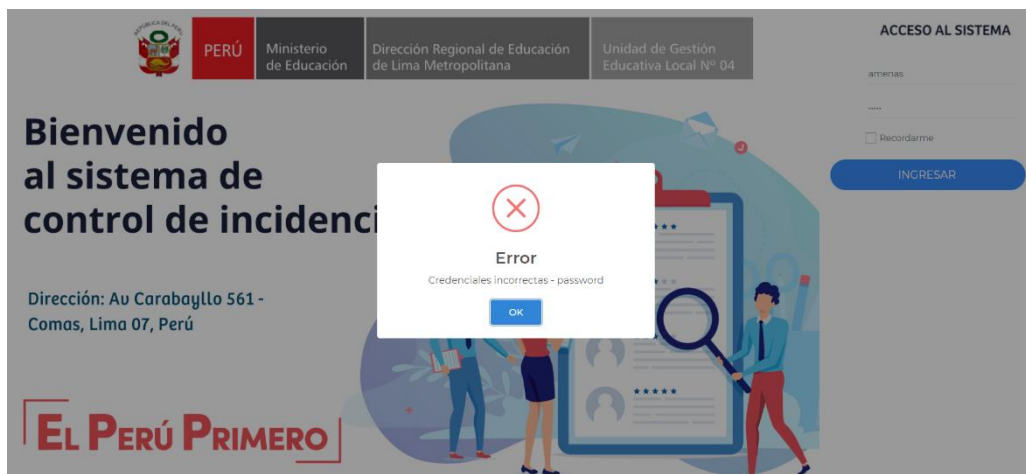 PERÚ
Ministerio
de Educación
Dirección Regional de Educación
de Lima Metropolitana
Unidad de Gestión
Educativa Local Nº 04
ACCESO AL SISTEMA
Recordarme
INGRESAR
Bienvenido
al sistema de
control de incidenci
Error
Credenciales incorrectas - password
OK
Dirección: Av Carabayllo 561 -
Comas, Lima 07, Perú
EL PERÚ PRIMERO